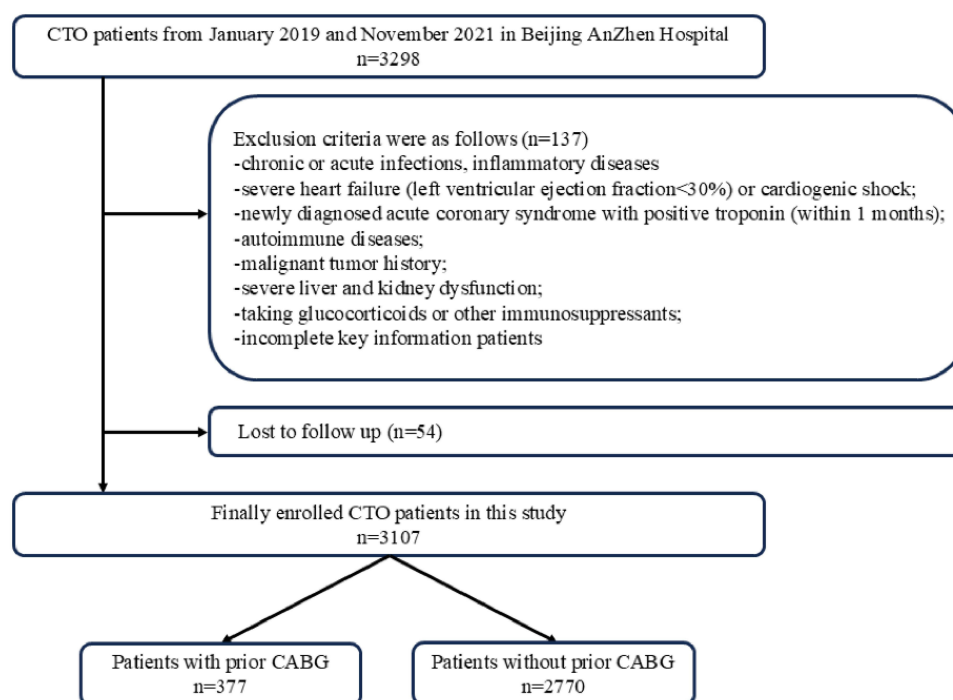 CTO patients from January 2019 and November 2021 in Beijing AnZhen Hospital
n=3298
Exclusion criteria were as follows (n=137)
-chronic or acute infections, inflammatory diseases
-severe heart failure (left ventricular ejection fraction<30%) or cardiogenic shock;
-newly diagnosed acute coronary syndrome with positive troponin (within 1 months);
-autoimmune diseases;
-malignant tumor history;
-severe liver and kidney dysfunction;
-taking glucocorticoids or other immunosuppressants;
-incomplete key information patients
Lost to follow up (n=54)
Finally enrolled CTO patients in this study
n=3107
Patients with prior CABG
n=377
Patients without prior CABG
n=2770